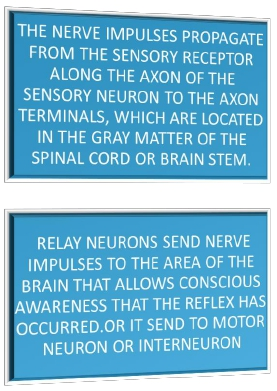 THE NERVE IMPULSES PROPAGATE
FROM THE SENSORY RECEPTOR
ALONG THE AXON OF THE
SENSORY NEURON TO THE AXON
TERMINALS, WHICH ARE LOCATED
IN THE GRAY MATTER OF THE
SPINAL CORD OR BRAIN STEM.
RELAY NEURONS SEND NERVE
IMPULSES TO THE AREA OF THE
BRAIN THAT ALLOWS CONSCIOUS
AWARENESS THAT THE REFLEX HAS
OCCURRED.OR IT SEND TO MOTOR
NEURON OR INTERNEURON